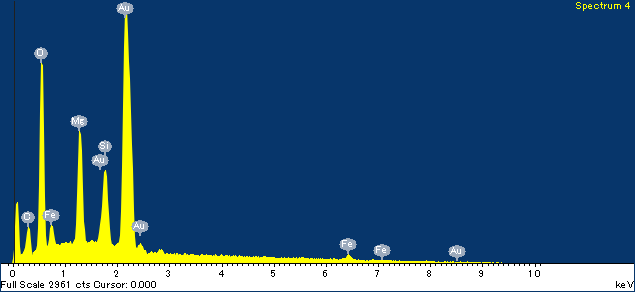 Spectrum 4
Au
O
Mg
Si
Au
Fe
Au
Fe
Fe
Au
0 1 2 3 4 5 6 7 8 9 10
Full Scale 2961 cts Cursor: 0.000 keV